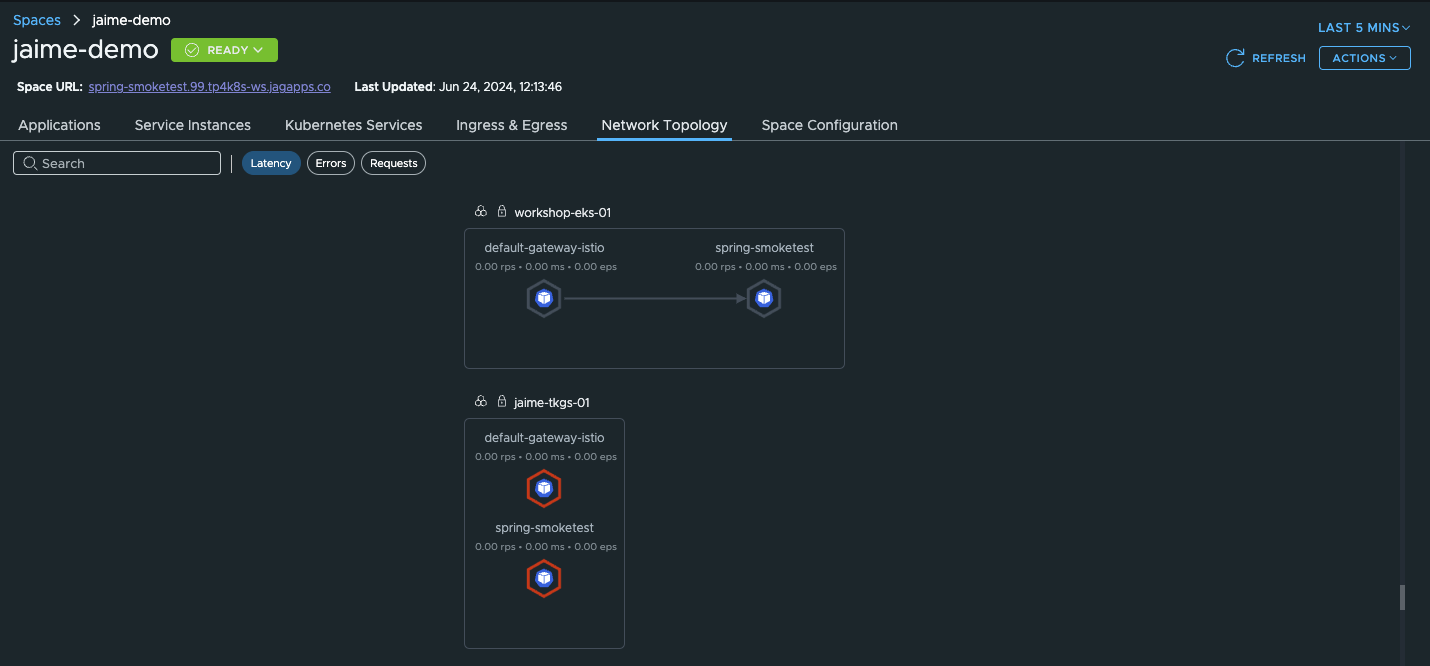 Spaces > jaime-demo
LAST 5 MINS
jaime-demo READY
REFRESH ACTIONS
Space URL: spring-smoketest.99.tp4k8s-ws.jagapps.co Last Updated: Jun 24, 2024, 12:13:46
Applications Service Instances Kubernetes Services Ingress & Egress Network Topology Space Configuration
Search Latency Errors Requests
workshop-eks-01
default-gateway-istio spring-smoketest
0.00 rps • 0.00 ms • 0.00 eps 0.00 rps • 0.00 ms • 0.00 eps
jaime-tkgs-01
default-gateway-istio
0.00 rps • 0.00 ms • 0.00 eps
spring-smoketest
0.00 rps • 0.00 ms • 0.00 eps